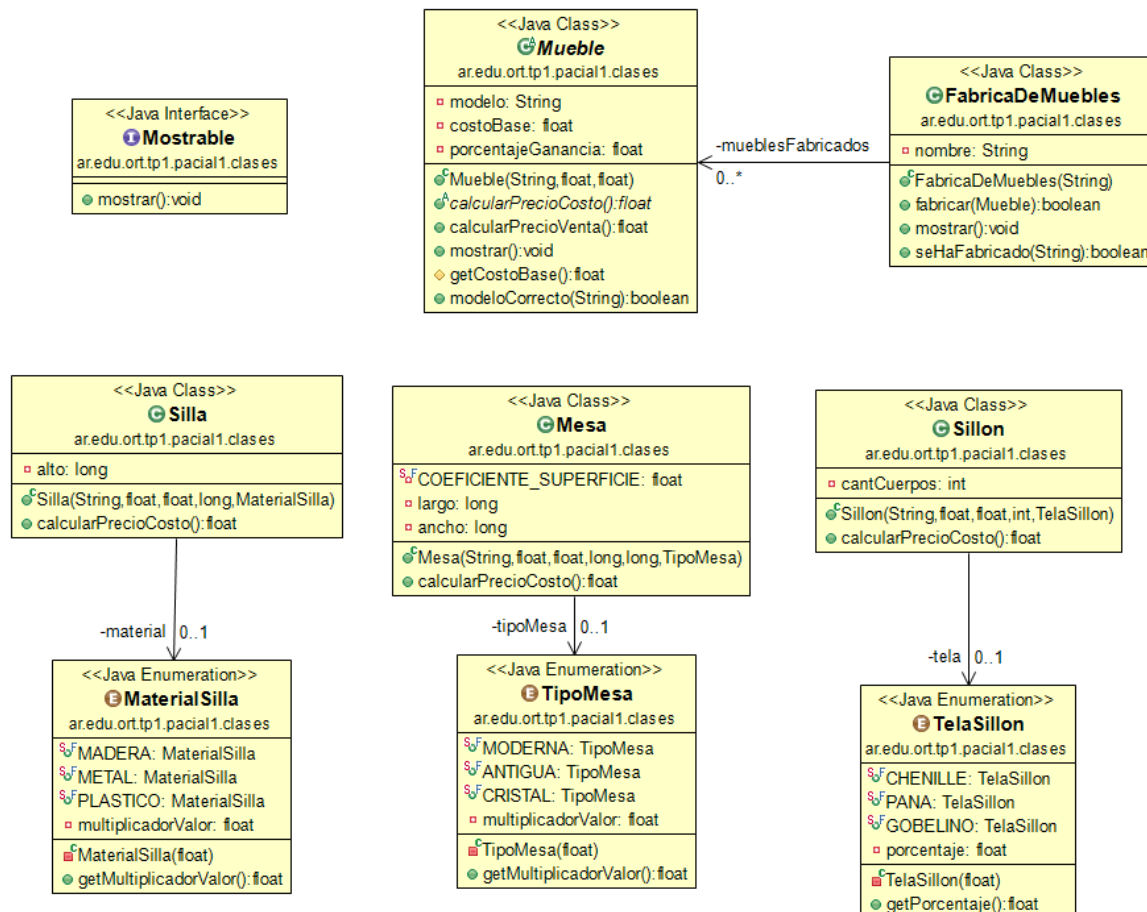 <<Java Interface>>
Mostrable
ar.edu.ort.tp1.pacial1.clases
mostrar():void
<<Java Class>>
Mueble
ar.edu.ort.tp1.pacial1.clases
modelo: String
costoBase: float
porcentajeGanancia: float
Mueble(String,float,float)
calcularPrecioCosto():float
calcularPrecioVenta():float
mostrar():void
getCostoBase():float
modeloCorrecto(String):boolean
-mueblesFabricados
0..*
<<Java Class>>
FabricaDeMuebles
ar.edu.ort.tp1.pacial1.clases
nombre: String
FabricaDeMuebles(String)
fabricar(Mueble):boolean
mostrar():void
seHaFabricado(String):boolean
<<Java Class>>
Silla
ar.edu.ort.tp1.pacial1.clases
alto: long
Silla(String,float,float,long,MaterialSilla)
calcularPrecioCosto():float
-material 0..1
<<Java Enumeration>>
MaterialSilla
ar.edu.ort.tp1.pacial1.clases
MADERA: MaterialSilla
METAL: MaterialSilla
PLASTICO: MaterialSilla
multiplicadorValor: float
MaterialSilla(float)
getMultiplicadorValor():float
<<Java Class>>
Mesa
ar.edu.ort.tp1.pacial1.clases
COEFICIENTE_SUPERFICIE: float
largo: long
ancho: long
Mesa(String,float,float,long,long,TipoMesa)
calcularPrecioCosto():float
-tipoMesa 0..1
<<Java Enumeration>>
TipoMesa
ar.edu.ort.tp1.pacial1.clases
MODERNA: TipoMesa
ANTIGUA: TipoMesa
CRISTAL: TipoMesa
multiplicadorValor: float
TipoMesa(float)
getMultiplicadorValor():float
<<Java Class>>
Sillon
ar.edu.ort.tp1.pacial1.clases
cantCuerpos: int
Sillon(String,float,float,int,TelaSillon)
calcularPrecioCosto():float
-tela 0..1
<<Java Enumeration>>
TelaSillon
ar.edu.ort.tp1.pacial1.clases
CHENILLE: TelaSillon
PANA: TelaSillon
GOBELINO: TelaSillon
porcentaje: float
TelaSillon(float)
getPorcentaje():float